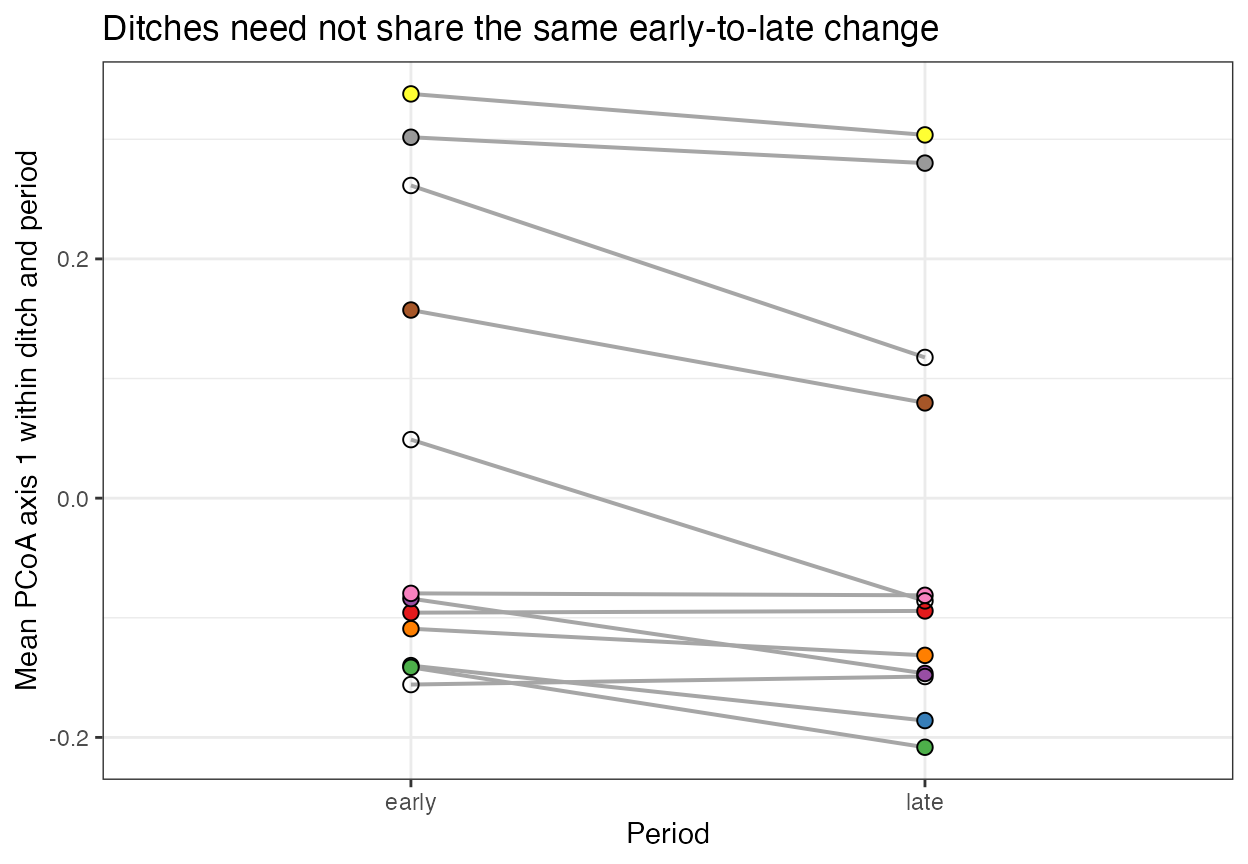 Ditches need not share the same early-to-late change
Mean PCoA axis 1 within ditch and period
0.2
0.0
-0.2
early
late
Period